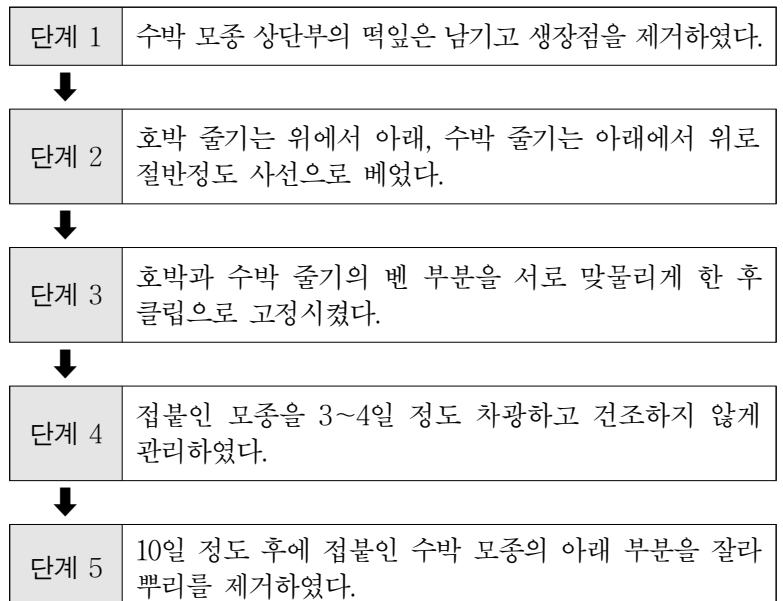 단계 1
수박 모종 상단부의 떡잎은 남기고 생장점을 제거하였다.
단계 2
호박 줄기는 위에서 아래, 수박 줄기는 아래에서 위로
절반정도 사선으로 베었다.
단계 3
호박과 수박 줄기의 벤 부분을 서로 맞물리게 한 후
클립으로 고정시켰다.
단계 4
접붙인 모종을 3~4일 정도 차광하고 건조하지 않게
관리하였다.
단계 5
10일 정도 후에 접붙인 수박 모종의 아래 부분을 잘라
뿌리를 제거하였다.